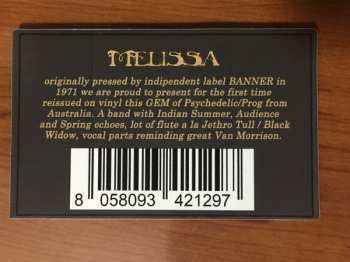 MELISSA
originally pressed by indipendent label BANNER in
1971 we are proud to present for the first time
reissued on vinyl this GEM of Psychedelic/Prog from
Australia. A band with Indian Summer, Audience
and Spring echoes, lot of flute a la Jethro Tull / Black
Widow, vocal parts reminding great Van Morrison.
8 058093 421297